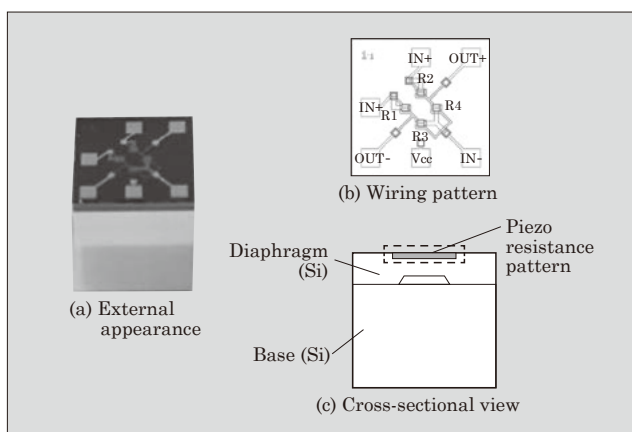 IN+
OUT+
R2
IN+
R4
R1
R3
OUT-
Vcc
IN-
(b) Wiring pattern
Piezo
resistance
pattern
Diaphragm
(Si)
(a) External
appearance
Base (Si)
(c) Cross-sectional view